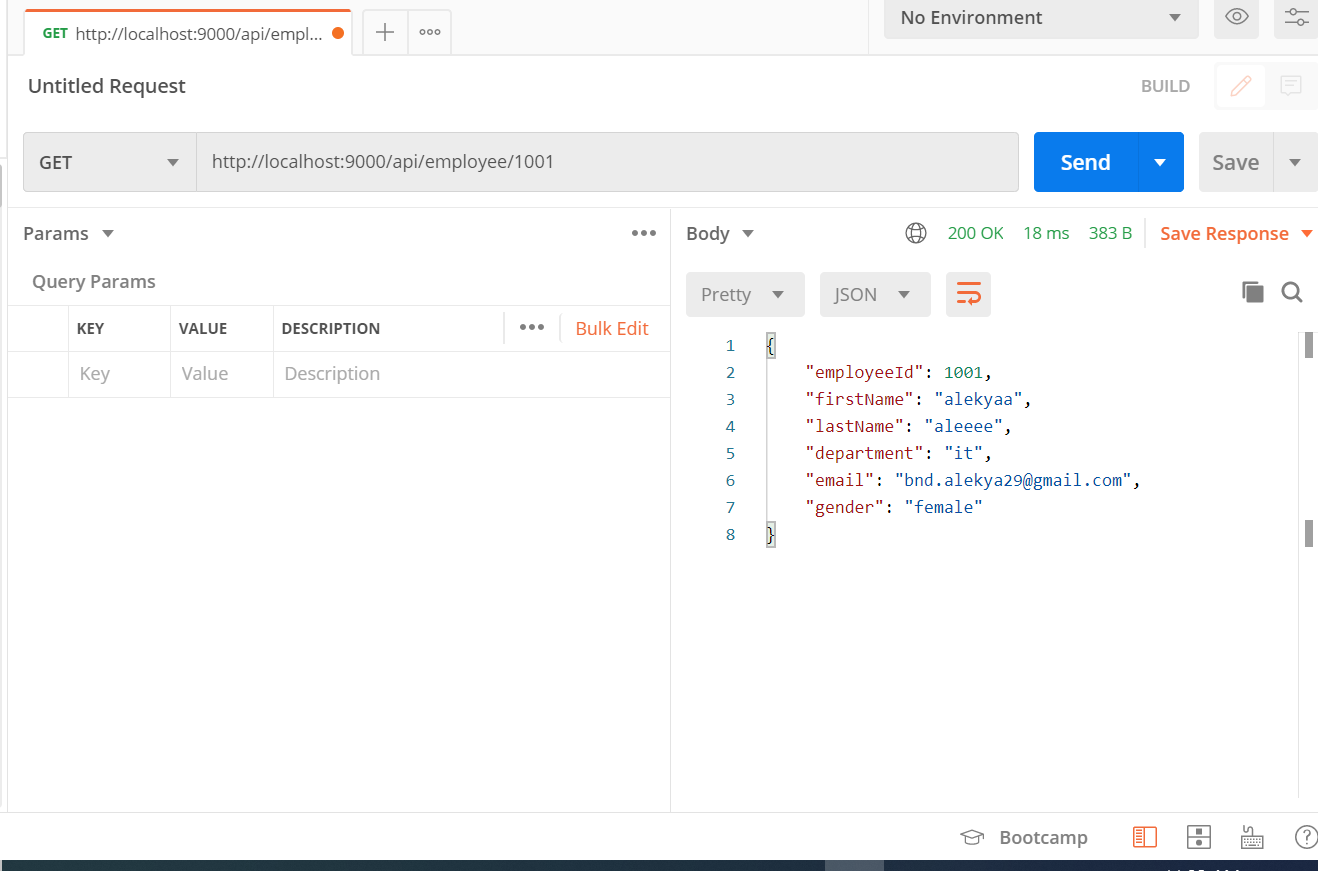 GET http://localhost:9000/api/empl...
No Environment
Untitled Request
BUILD
GET http://localhost:9000/api/employee/1001 Send Save
Params
Query Params
KEY VALUE DESCRIPTION Bulk Edit
Key Value Description
Body 200 OK 18 ms 383 B Save Response
Pretty JSON
1 {
2 "employeeId": 1001,
3 "firstName": "alekyaa",
4 "lastName": "aleeee",
5 "department": "it",
6 "email": "bnd.alekya29@gmail.com",
7 "gender": "female"
8 }
Bootcamp